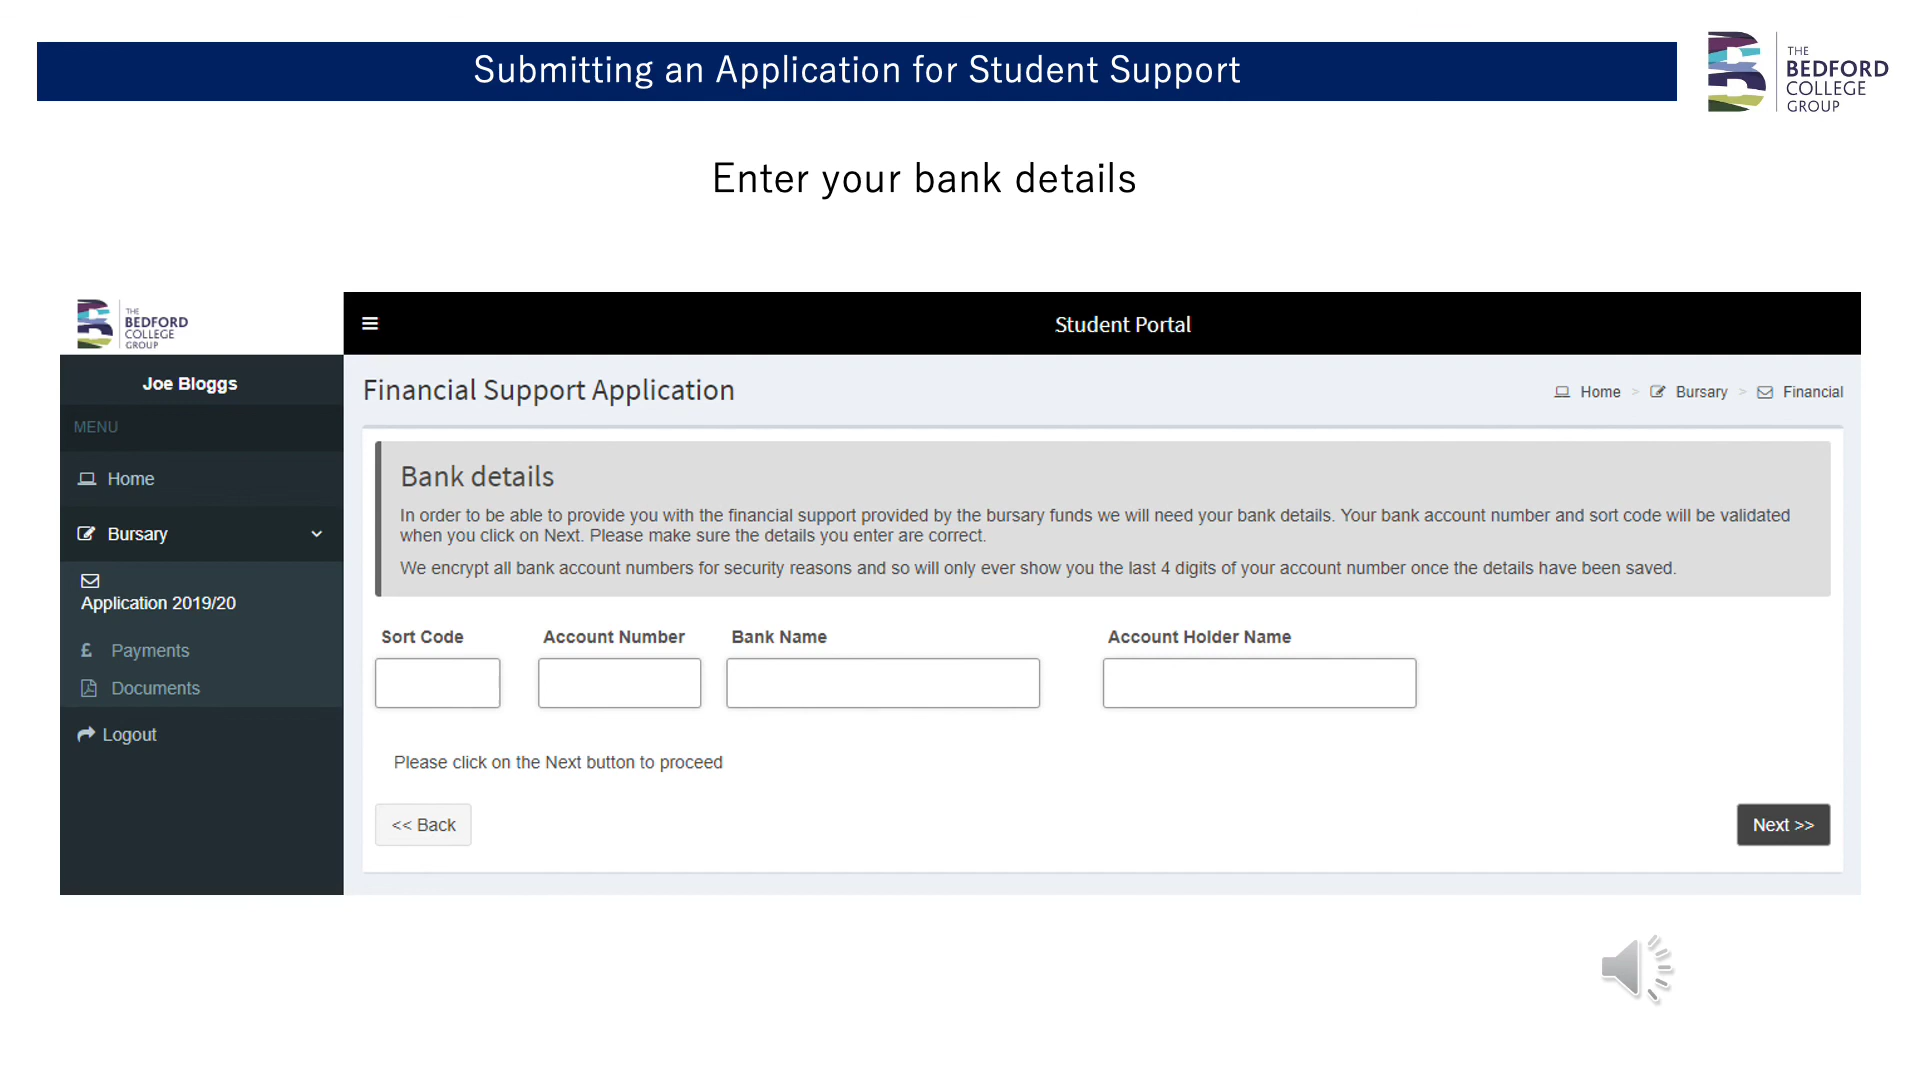 Submitting an Application for Student Support
THE
BEDFORD
COLLEGE
GROUP
Enter your bank details
THE
BEDFORD
COLLEGE
GROUP
Student Portal
Joe Bloggs
MENU
Home
Bursary
Application 2019/20
£ Payments
Documents
Logout
Financial Support Application
Home > Bursary > Financial
Bank details
In order to be able to provide you with the financial support provided by the bursary funds we will need your bank details. Your bank account number and sort code will be validated
when you click on Next. Please make sure the details you enter are correct.
We encrypt all bank account numbers for security reasons and so will only ever show you the last 4 digits of your account number once the details have been saved.
Sort Code Account Number Bank Name Account Holder Name
Please click on the Next button to proceed
<< Back Next >>